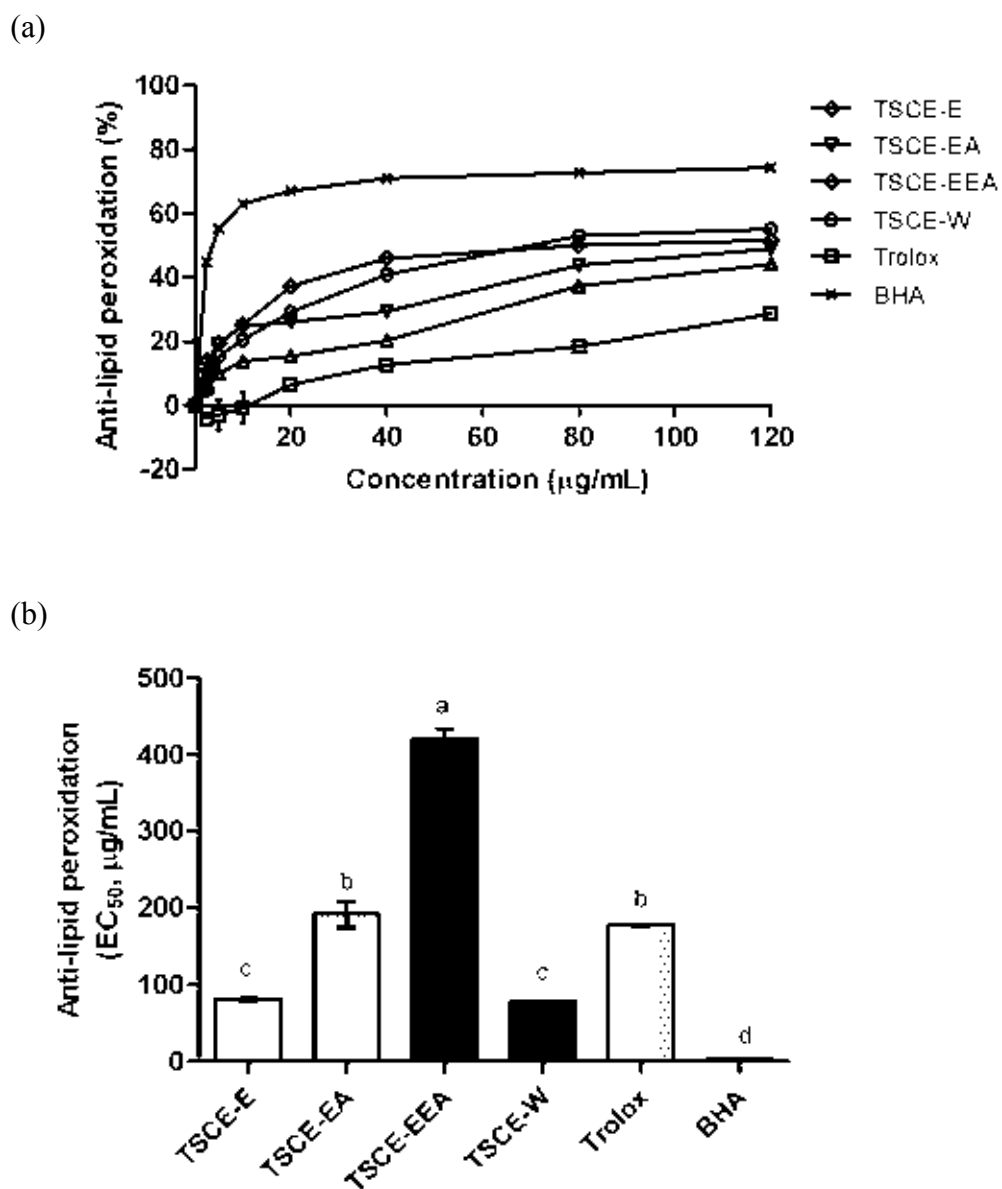 (a)
100
80
60
40
20
0
-20
Anti-lipid peroxidation (%)
20
40
60
80
100
120
Concentration (μg/mL)
TSCE-E
TSCE-EA
TSCE-EEA
TSCE-W
Trolox
BHA
(b)
500
400
300
200
100
0
Anti-lipid peroxidation
(EC₅₀, μg/mL)
c
b
a
c
b
d
TSCE-E
TSCE-EA
TSCE-EEA
TSCE-W
Trolox
BHA